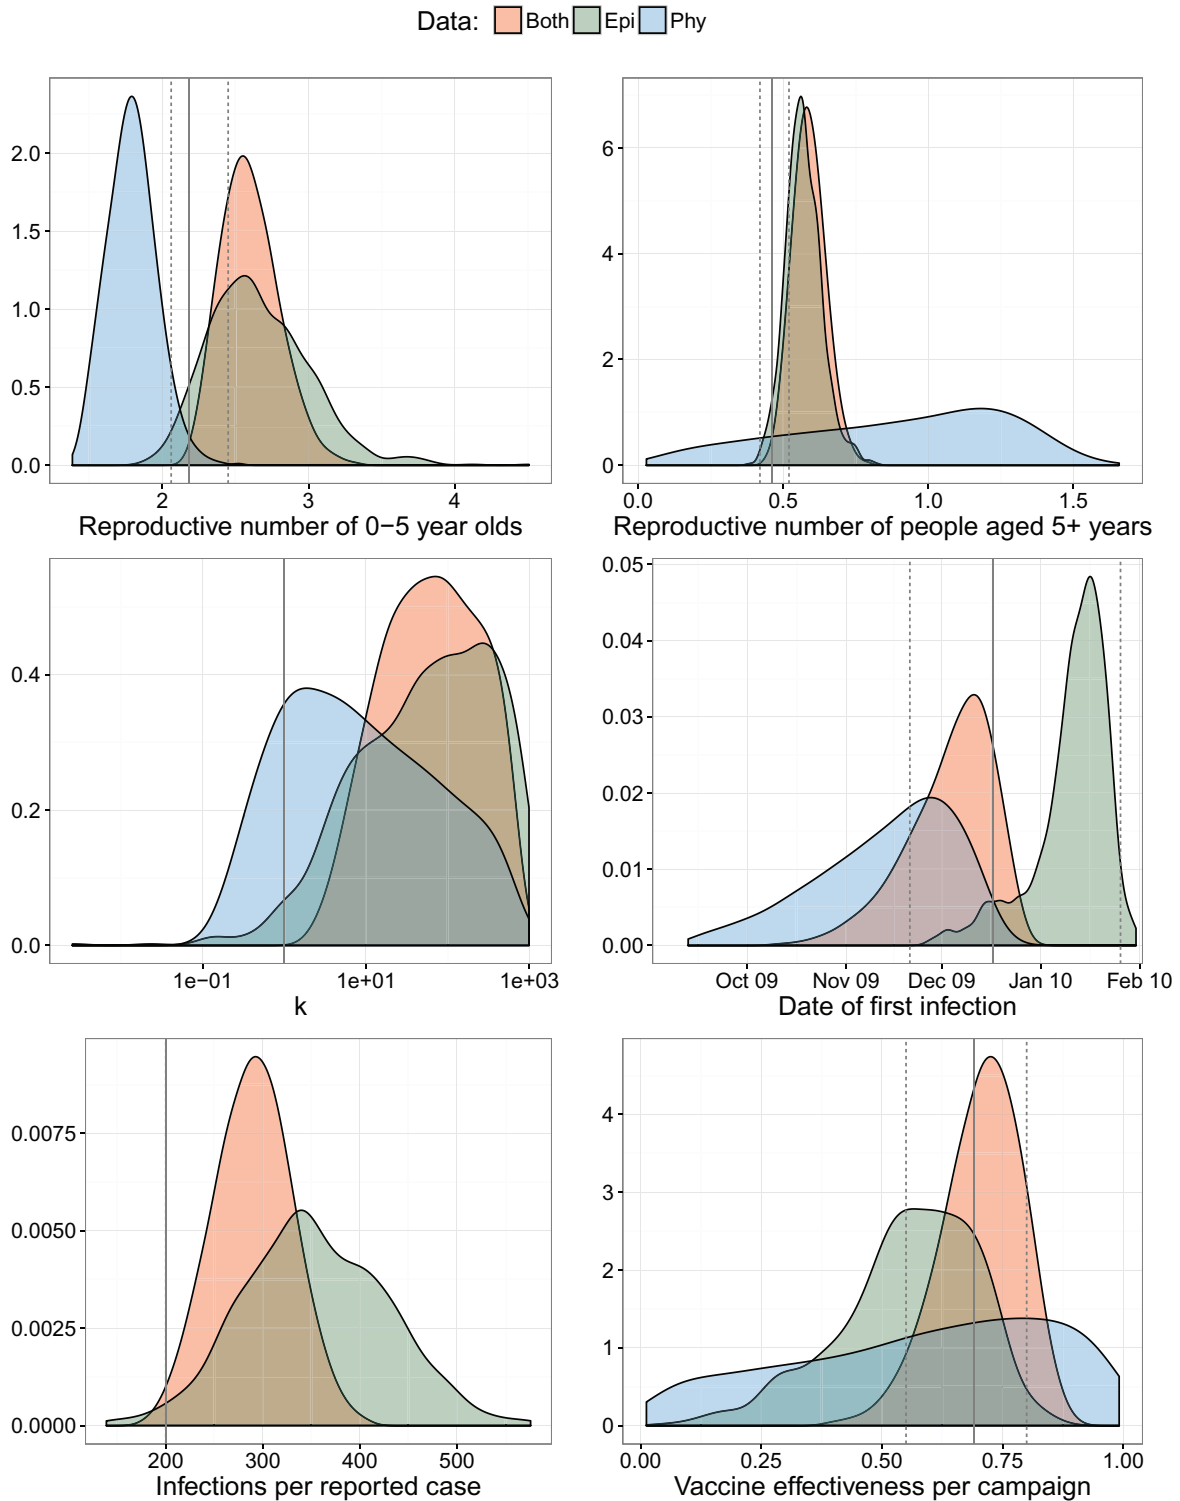 Data: Both Epi Phy
2.0
1.5
1.0
0.5
0.0
2 3 4
Reproductive number of 0−5 year olds
6
4
2
0
0.0 0.5 1.0 1.5
Reproductive number of people aged 5+ years
0.4
0.2
0.0
1e−01 1e+01 1e+03
k
0.05
0.04
0.03
0.02
0.01
0.00
Oct 09 Nov 09 Dec 09 Jan 10 Feb 10
Date of first infection
0.0075
0.0050
0.0025
0.0000
200 300 400 500
Infections per reported case
4
3
2
1
0
0.00 0.25 0.50 0.75 1.00
Vaccine effectiveness per campaign